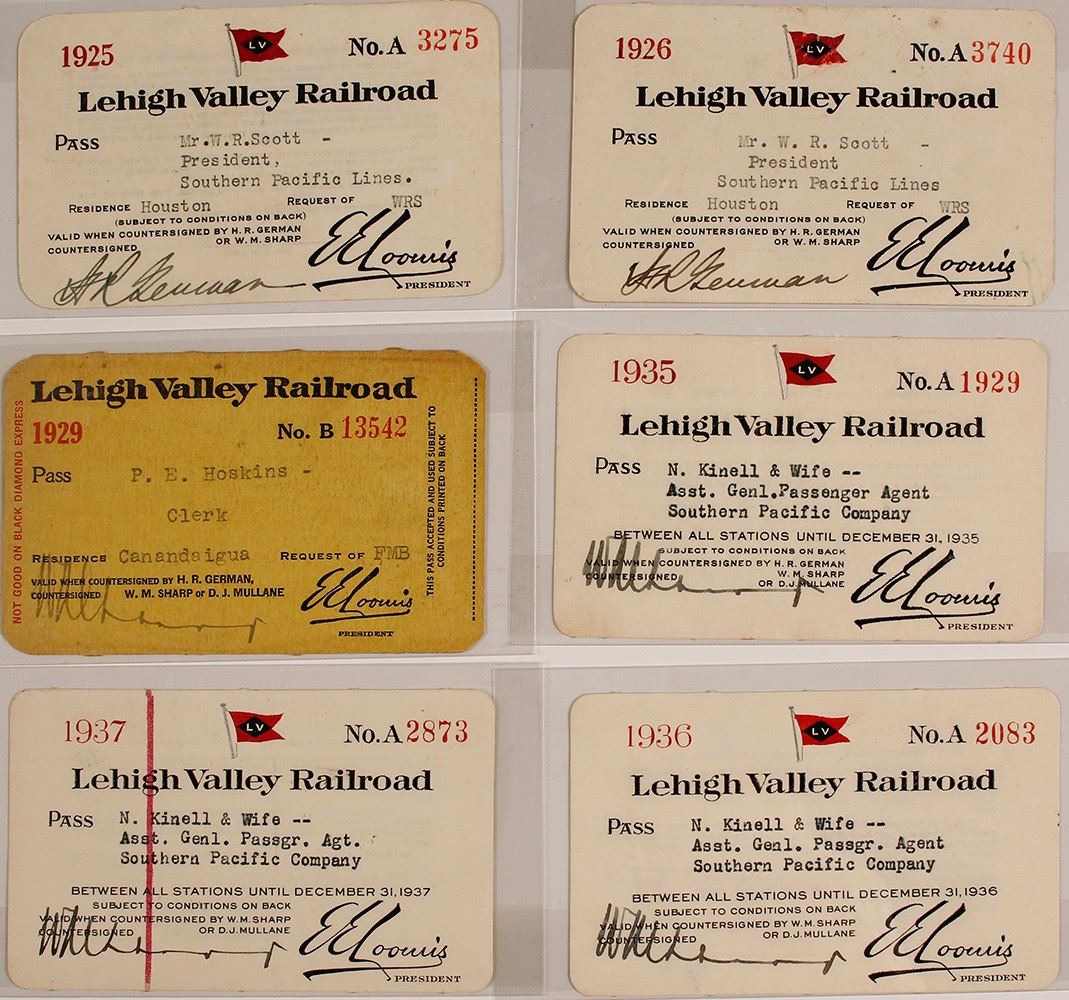 1925
LV
No. A 3275
Lehigh Valley Railroad
PASS Mr.W.R.Scott -
President,
Southern Pacific Lines.
RESIDENCE Houston REQUEST OF WRS
(SUBJECT TO CONDITIONS ON BACK)
VALID WHEN COUNTERSIGNED BY H. R. GERMAN
OR W. M. SHARP
COUNTERSIGNED
H R German
E E Loomis
PRESIDENT
1926
LV
No. A 3740
Lehigh Valley Railroad
PASS Mr. W. R. Scott -
President
Southern Pacific Lines
RESIDENCE Houston REQUEST OF WRS
(SUBJECT TO CONDITIONS ON BACK)
VALID WHEN COUNTERSIGNED BY H. R. GERMAN
OR W. M. SHARP
COUNTERSIGNED
H R German
E E Loomis
PRESIDENT
NOT GOOD ON BLACK DIAMOND EXPRESS
Lehigh Valley Railroad
1929 No. B 13542
Pass P. E. Hoskins -
Clerk
RESIDENCE Canandaigua REQUEST OF FMB
VALID WHEN COUNTERSIGNED BY H. R. GERMAN,
W. M. SHARP or D. J. MULLANE
COUNTERSIGNED
E E Loomis
PRESIDENT
THIS PASS ACCEPTED AND USED SUBJECT TO
CONDITIONS PRINTED ON BACK
1935
LV
No. A 1929
Lehigh Valley Railroad
PASS N. Kinell & Wife --
Asst. Genl.Passenger Agent
Southern Pacific Company
BETWEEN ALL STATIONS UNTIL DECEMBER 31, 1935
SUBJECT TO CONDITIONS ON BACK
VALID WHEN COUNTERSIGNED BY H. R. GERMAN
W. M. SHARP
OR D. J. MULLANE
COUNTERSIGNED
E E Loomis
PRESIDENT
1937
LV
No. A 2873
Lehigh Valley Railroad
PASS N. Kinell & Wife --
Asst. Genl. Passgr. Agt.
Southern Pacific Company
BETWEEN ALL STATIONS UNTIL DECEMBER 31, 1937
SUBJECT TO CONDITIONS ON BACK
VALID WHEN COUNTERSIGNED BY W. M. SHARP
OR D. J. MULLANE
COUNTERSIGNED
E E Loomis
PRESIDENT
1936
LV
No. A 2083
Lehigh Valley Railroad
PASS N. Kinell & Wife --
Asst. Genl. Passgr. Agent
Southern Pacific Company
BETWEEN ALL STATIONS UNTIL DECEMBER 31, 1936
SUBJECT TO CONDITIONS ON BACK
VALID WHEN COUNTERSIGNED BY W. M. SHARP
OR D. J. MULLANE
COUNTERSIGNED
E E Loomis
PRESIDENT